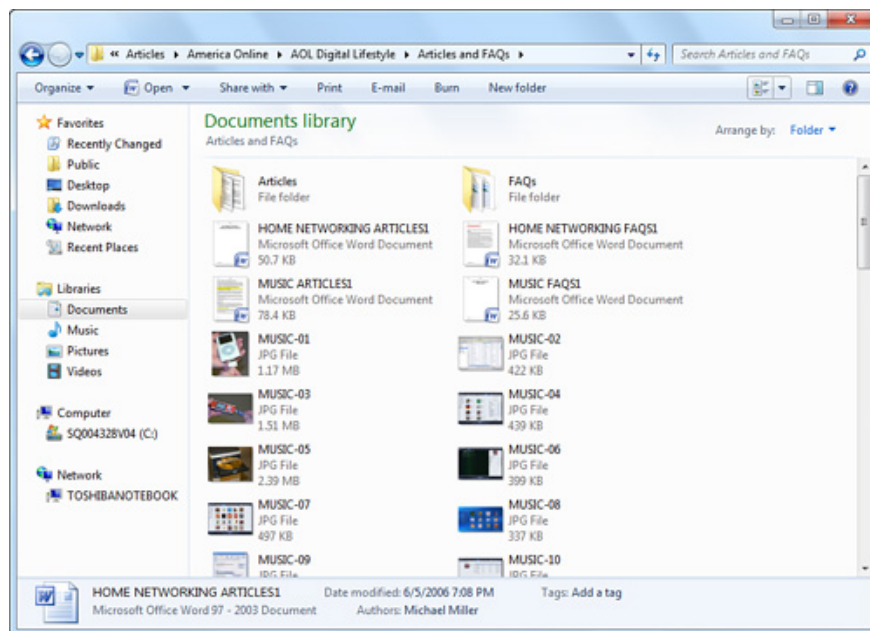 « Articles ▸ America Online ▸ AOL Digital Lifestyle ▸ Articles and FAQs ▸ Search Articles and FAQs
Organize Open Share with Print E-mail Burn New folder
Favorites
Recently Changed
Public
Desktop
Downloads
Network
Recent Places
Libraries
Documents
Music
Pictures
Videos
Computer
SQ004328V04 (C:)
Network
TOSHIBANOTEBOOK
Documents library
Articles and FAQs
Arrange by: Folder
Articles
File folder
FAQs
File folder
HOME NETWORKING ARTICLES1
Microsoft Office Word Document
50.7 KB
HOME NETWORKING FAQS1
Microsoft Office Word Document
32.1 KB
MUSIC ARTICLES1
Microsoft Office Word Document
78.4 KB
MUSIC FAQS1
Microsoft Office Word Document
25.6 KB
MUSIC-01
JPG File
1.17 MB
MUSIC-02
JPG File
422 KB
MUSIC-03
JPG File
1.51 MB
MUSIC-04
JPG File
439 KB
MUSIC-05
JPG File
2.39 MB
MUSIC-06
JPG File
399 KB
MUSIC-07
JPG File
497 KB
MUSIC-08
JPG File
337 KB
MUSIC-09
JPG File
MUSIC-10
JPG File
HOME NETWORKING ARTICLES1 Date modified: 6/5/2006 7:08 PM Tags: Add a tag
Microsoft Office Word 97 - 2003 Document Authors: Michael Miller